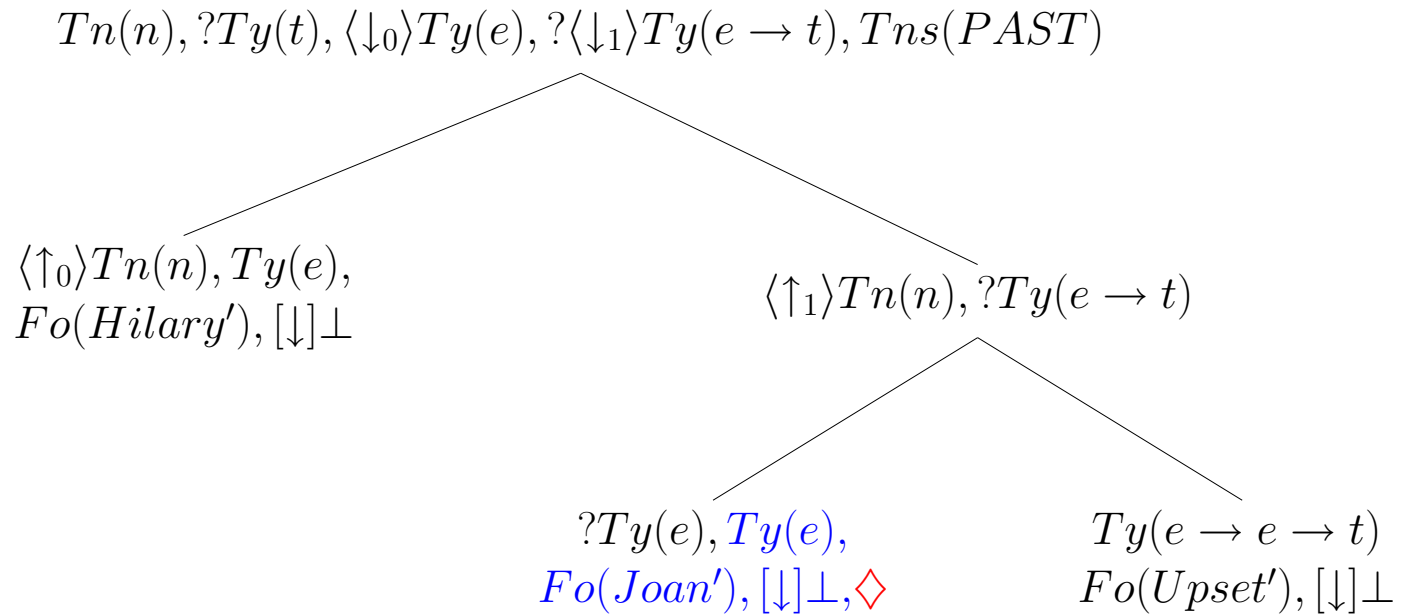 Tn(n), ?Ty(t), ⟨↓₀⟩Ty(e), ?⟨↓₁⟩Ty(e → t), Tns(PAST)
⟨↑₀⟩Tn(n), Ty(e),
Fo(Hilary′), [↓]⊥
⟨↑₁⟩Tn(n), ?Ty(e → t)
?Ty(e), Ty(e),
Fo(Joan′), [↓]⊥,♢
Ty(e → e → t)
Fo(Upset′), [↓]⊥